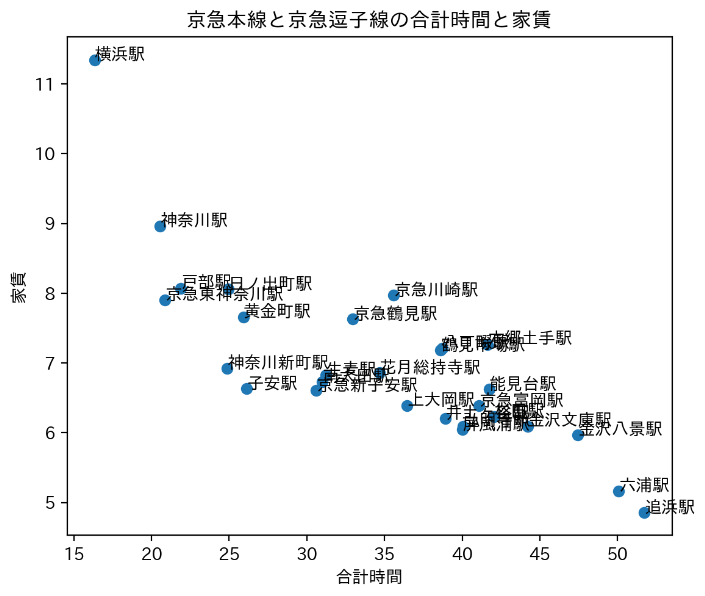 京急本線と京急逗子線の合計時間と家賃
家賃
11
10
9
8
7
6
5
横浜駅
神奈川駅
戸部駅
日ノ出町駅
京急東神奈川駅
京急川崎駅
黄金町駅
京急鶴見駅
六郷土手駅
鶴見市場駅
神奈川新町駅
生麦駅
花月総持寺駅
子安駅
京急新子安駅
能見台駅
上大岡駅
京急富岡駅
金沢文庫駅
屏風浦駅
金沢八景駅
六浦駅
追浜駅
15
20
25
30
35
40
45
50
合計時間